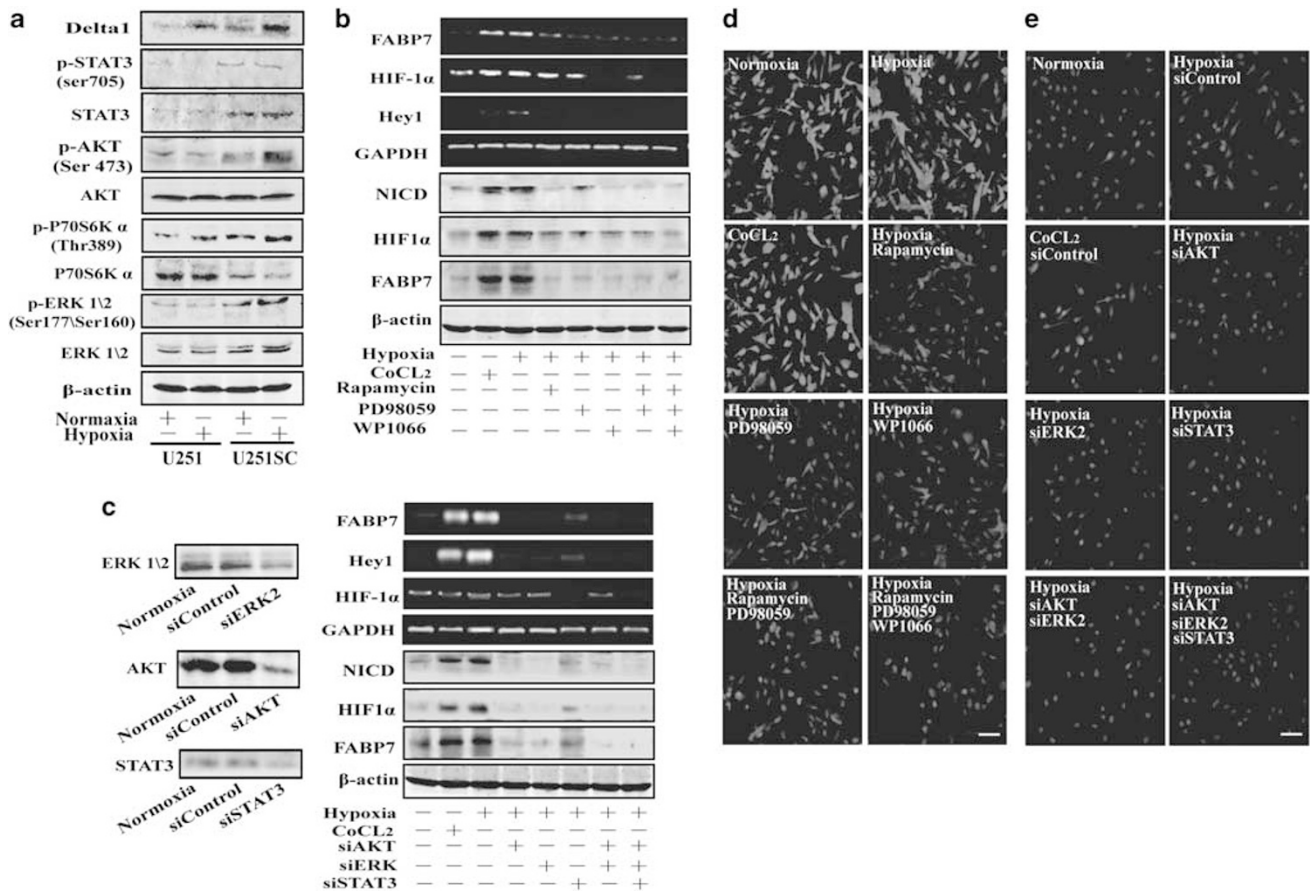 a
Delta1
p-STAT3
(ser705)
STAT3
p-AKT
(Ser 473)
AKT
p-P70S6K α
(Thr389)
P70S6K α
p-ERK 1\2
(Ser177\Ser160)
ERK 1\2
β-actin
Normaxia + — + —
Hypoxia — + — +
U251 U251SC
b
FABP7
HIF-1α
Hey1
GAPDH
NICD
HIF1α
FABP7
β-actin
Hypoxia — — + + + + + +
CoCL2 — + — — — — — —
Rapamycin — — — + — — + +
PD98059 — — — — + — + +
WP1066 — — — — — + — +
c
ERK 1\2
Normoxia
siControl
siERK2
AKT
Normoxia
siControl
siAKT
STAT3
Normoxia
siControl
siSTAT3
FABP7
Hey1
HIF-1α
GAPDH
NICD
HIF1α
FABP7
β-actin
Hypoxia — — + + + + + +
CoCL2 — + — — — — — —
siAKT — — — + — — + +
siERK — — — — + — + +
siSTAT3 — — — — — + — +
d
Normoxia
Hypoxia
CoCL2
Hypoxia
Rapamycin
Hypoxia
PD98059
Hypoxia
WP1066
Hypoxia
Rapamycin
PD98059
Hypoxia
Rapamycin
PD98059
WP1066
e
Normoxia
Hypoxia
siControl
CoCL2
siControl
Hypoxia
siAKT
Hypoxia
siERK2
Hypoxia
siSTAT3
Hypoxia
siAKT
siERK2
Hypoxia
siAKT
siERK2
siSTAT3